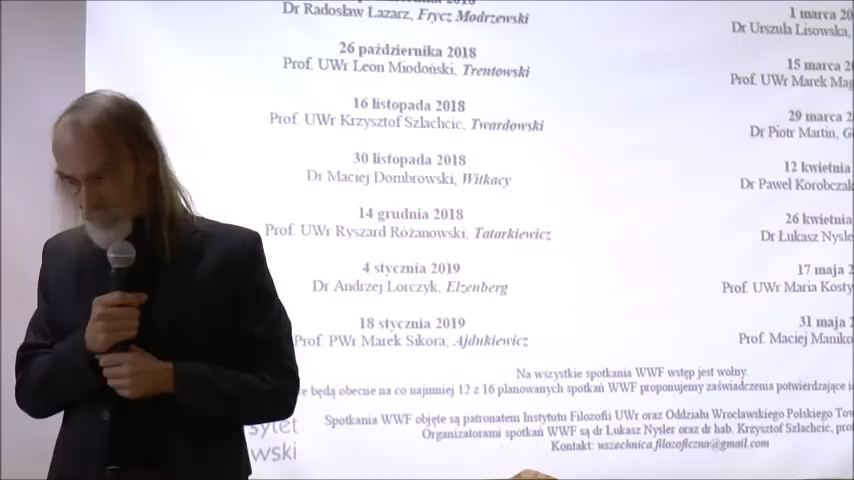 Dr Radosław Lazarz, Frycz Modrzewski
26 października 2018
Prof. UWr Leon Miodoński, Trentowski
16 listopada 2018
Prof. UWr Krzysztof Szlachcic, Twardowski
30 listopada 2018
Dr Maciej Dombrowski, Witkacy
14 grudnia 2018
Prof. UWr Ryszard Różanowski, Tatarkiewicz
4 stycznia 2019
Dr Andrzej Lorczyk, Elzenberg
18 stycznia 2019
Prof. PWr Marek Sikora, Ajdukiewicz
1 marca
Dr Urszula Lisowska,
15 marca
Prof. UWr Marek
29 marca
Dr Piotr Martin,
12 kwietnia
Dr Paweł
26 kwietnia
Dr Łukasz
17 maja
Prof. UWr Maria
31 maja
Prof. Maciej
Na wszystkie spotkania WWF wstęp jest wolny.
będą obecne na co najmniej 12 z 16 planowanych spotkań WWF proponujemy zaświadczenia potwierdzające
Spotkania WWF objęte są patronatem Instytutu Filozofii UWr oraz Oddziału Wrocławskiego Polskiego
Organizatorami spotkań WWF są dr Łukasz Nysler oraz dr hab. Krzysztof Szlachcic,
Kontakt: wszechnica.filozoficzna@gmail.com